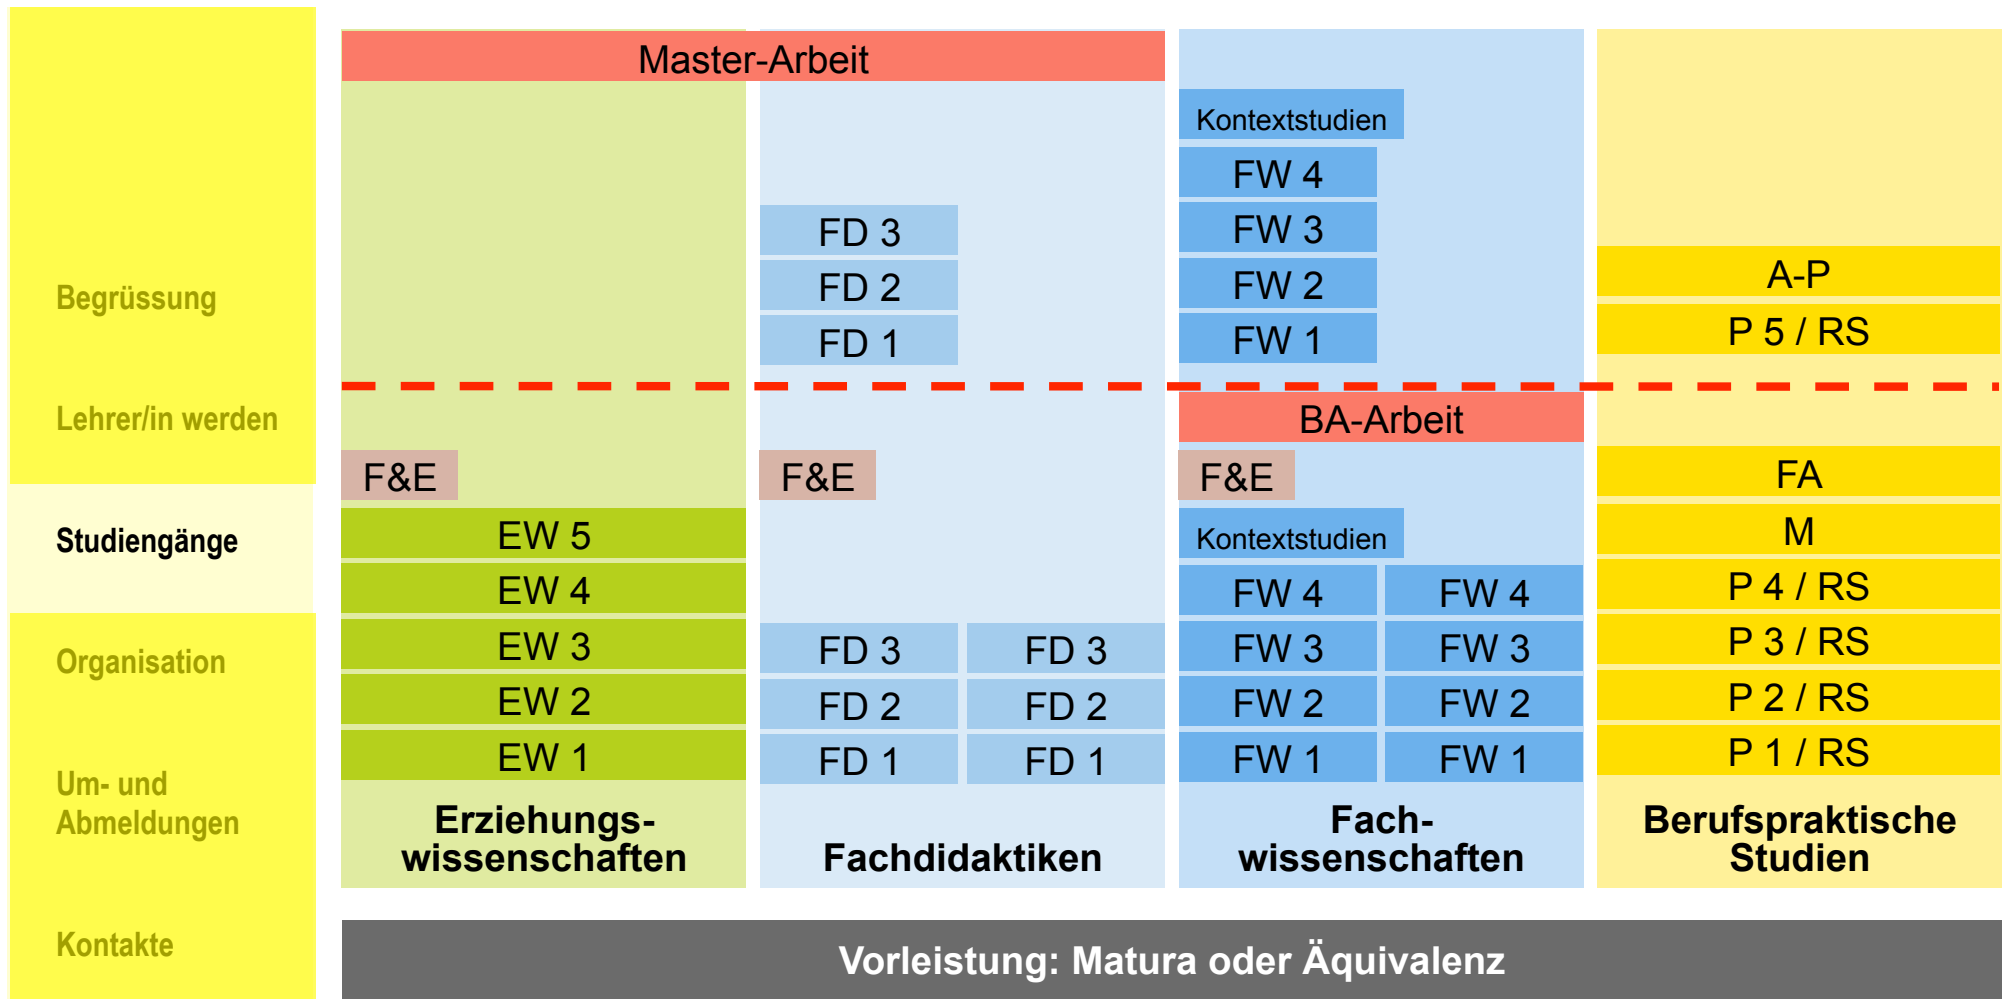 Begrüssung
Lehrer/in werden
Studiengänge
Organisation
Um- und
Abmeldungen
Kontakte
Master-Arbeit
F&E
EW 5
EW 4
EW 3
EW 2
EW 1
Erziehungs-
wissenschaften
FD 3
FD 2
FD 1
F&E
FD 3 FD 3
FD 2 FD 2
FD 1 FD 1
Fachdidaktiken
Kontextstudien
FW 4
FW 3
FW 2
FW 1
BA-Arbeit
F&E
Kontextstudien
FW 4 FW 4
FW 3 FW 3
FW 2 FW 2
FW 1 FW 1
Fach-
wissenschaften
A-P
P 5 / RS
FA
M
P 4 / RS
P 3 / RS
P 2 / RS
P 1 / RS
Berufspraktische
Studien
Vorleistung: Matura oder Äquivalenz